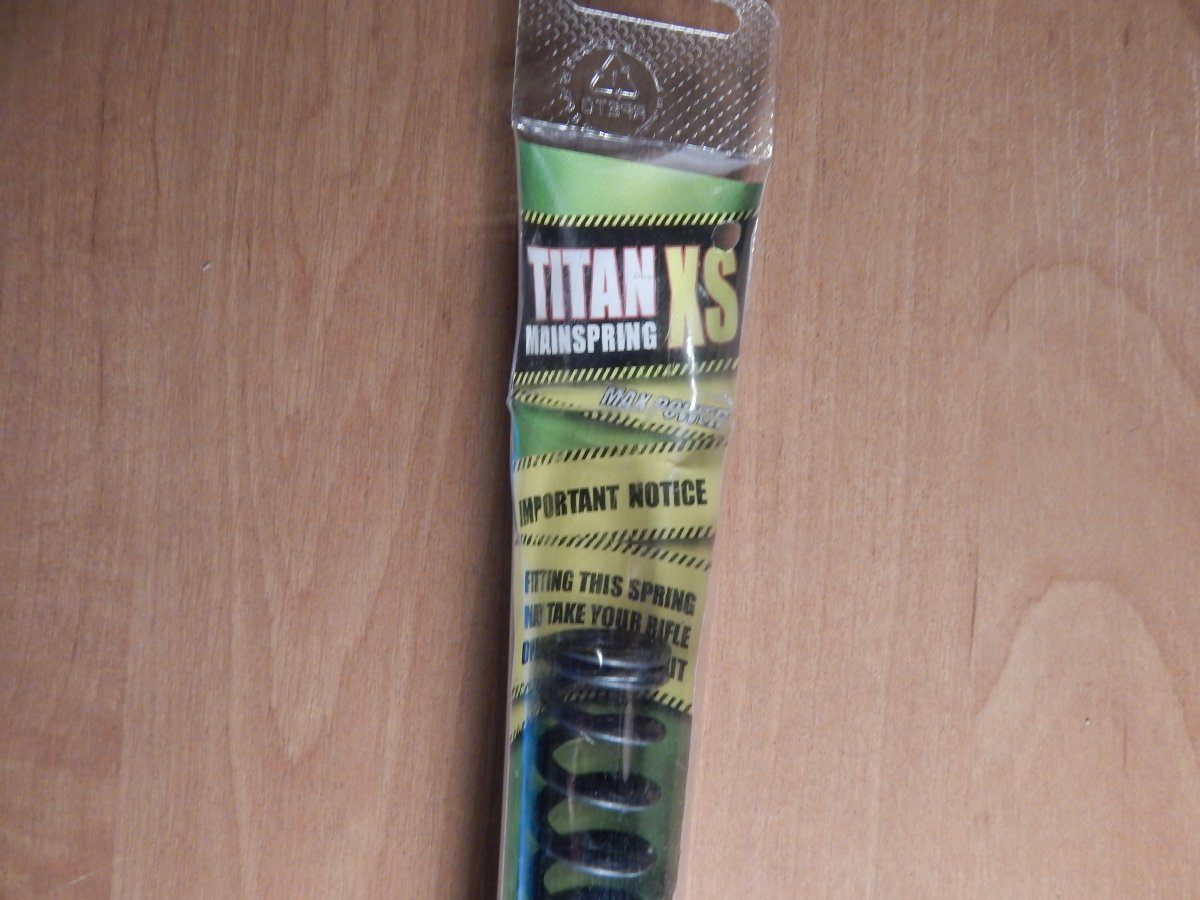 TITAN XS
MAINSPRING
MAX POWER
IMPORTANT NOTICE
FITTING THIS SPRING
MAY TAKE YOUR RIFLE